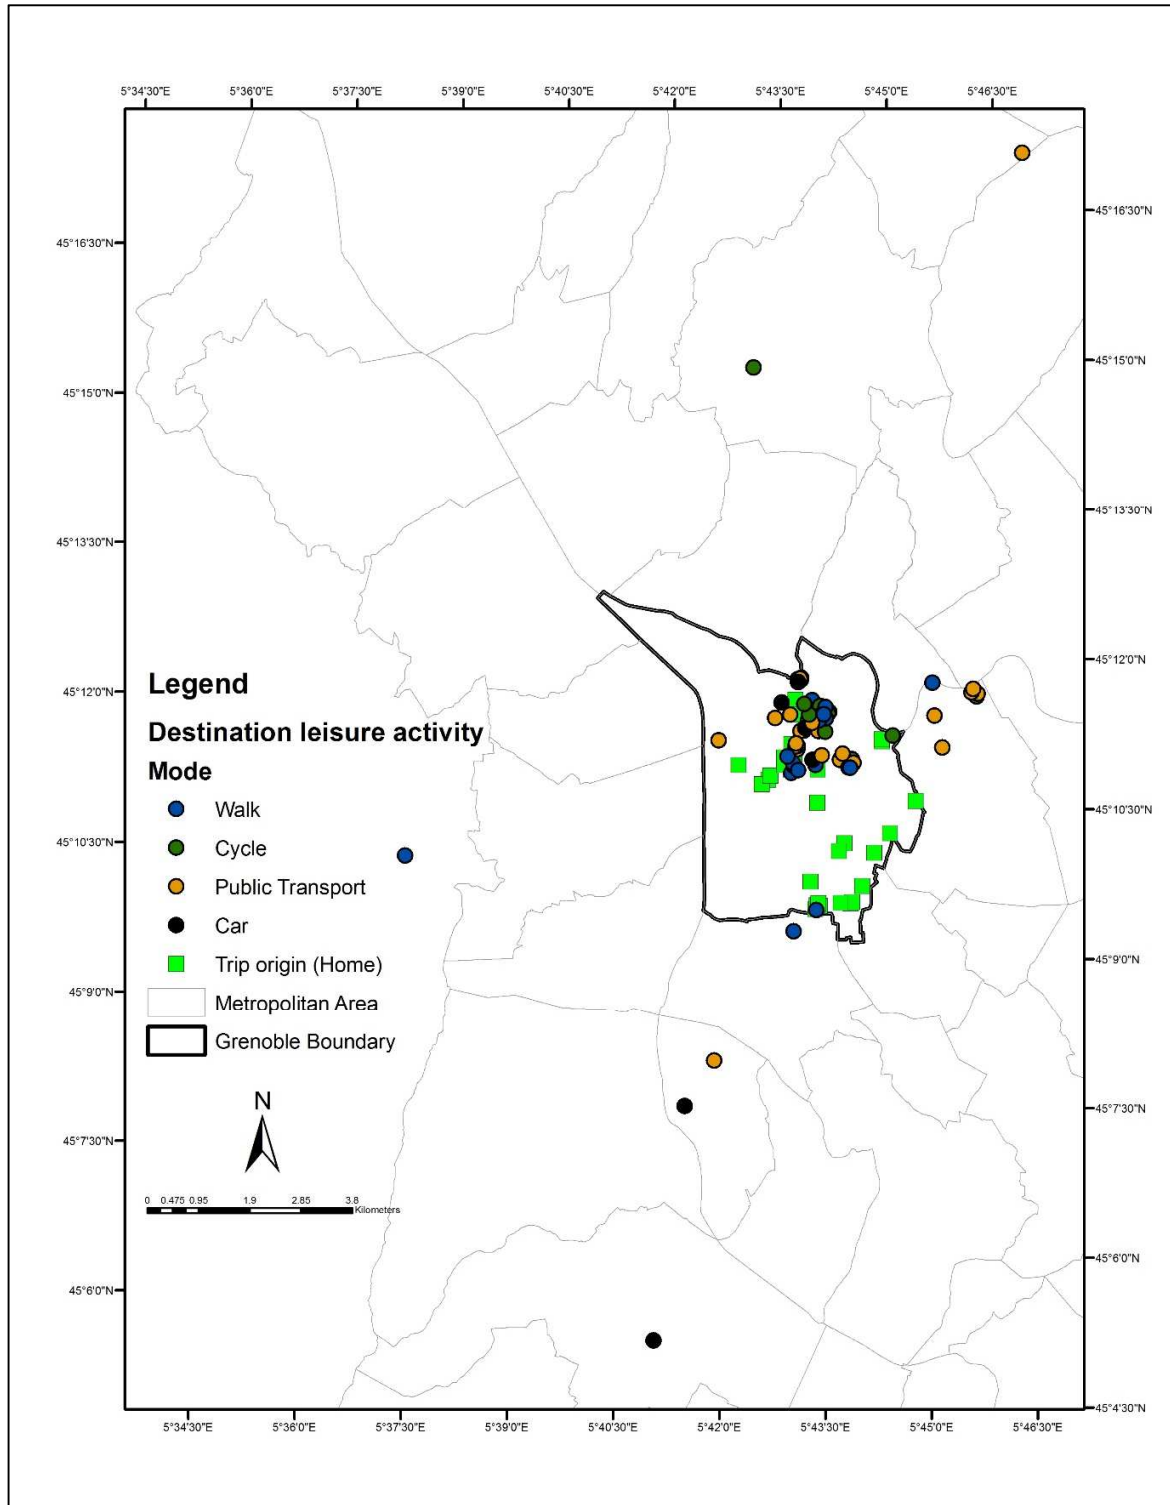 5°34'30"E 5°36'0"E 5°37'30"E 5°39'0"E 5°40'30"E 5°42'0"E 5°43'30"E 5°45'0"E 5°46'30"E
45°16'30"N
45°16'30"N
45°15'0"N
45°15'0"N
45°13'30"N
45°13'30"N
45°12'0"N
45°12'0"N
Legend
Destination leisure activity
Mode
Walk
45°10'30"N
45°10'30"N
Cycle
Public Transport
Car
Trip origin (Home)
45°9'0"N
45°9'0"N
Metropolitan Area
Grenoble Boundary
N
45°7'30"N
45°7'30"N
0 0.475 0.95 1.9 2.85 3.8
Kilometers
45°6'0"N
45°6'0"N
45°4'30"N
5°34'30"E 5°36'0"E 5°37'30"E 5°39'0"E 5°40'30"E 5°42'0"E 5°43'30"E 5°45'0"E 5°46'30"E